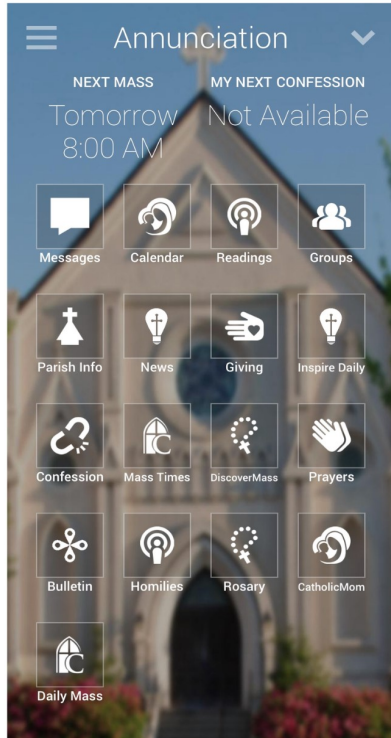 Annunciation
NEXT MASS
MY NEXT CONFESSION
Tomorrow
8:00 AM
Not Available
Messages
Calendar
Readings
Groups
Parish Info
News
Giving
Inspire Daily
Confession
C
Mass Times
DiscoverMass
Prayers
Bulletin
Homilies
Rosary
CatholicMom
C
Daily Mass